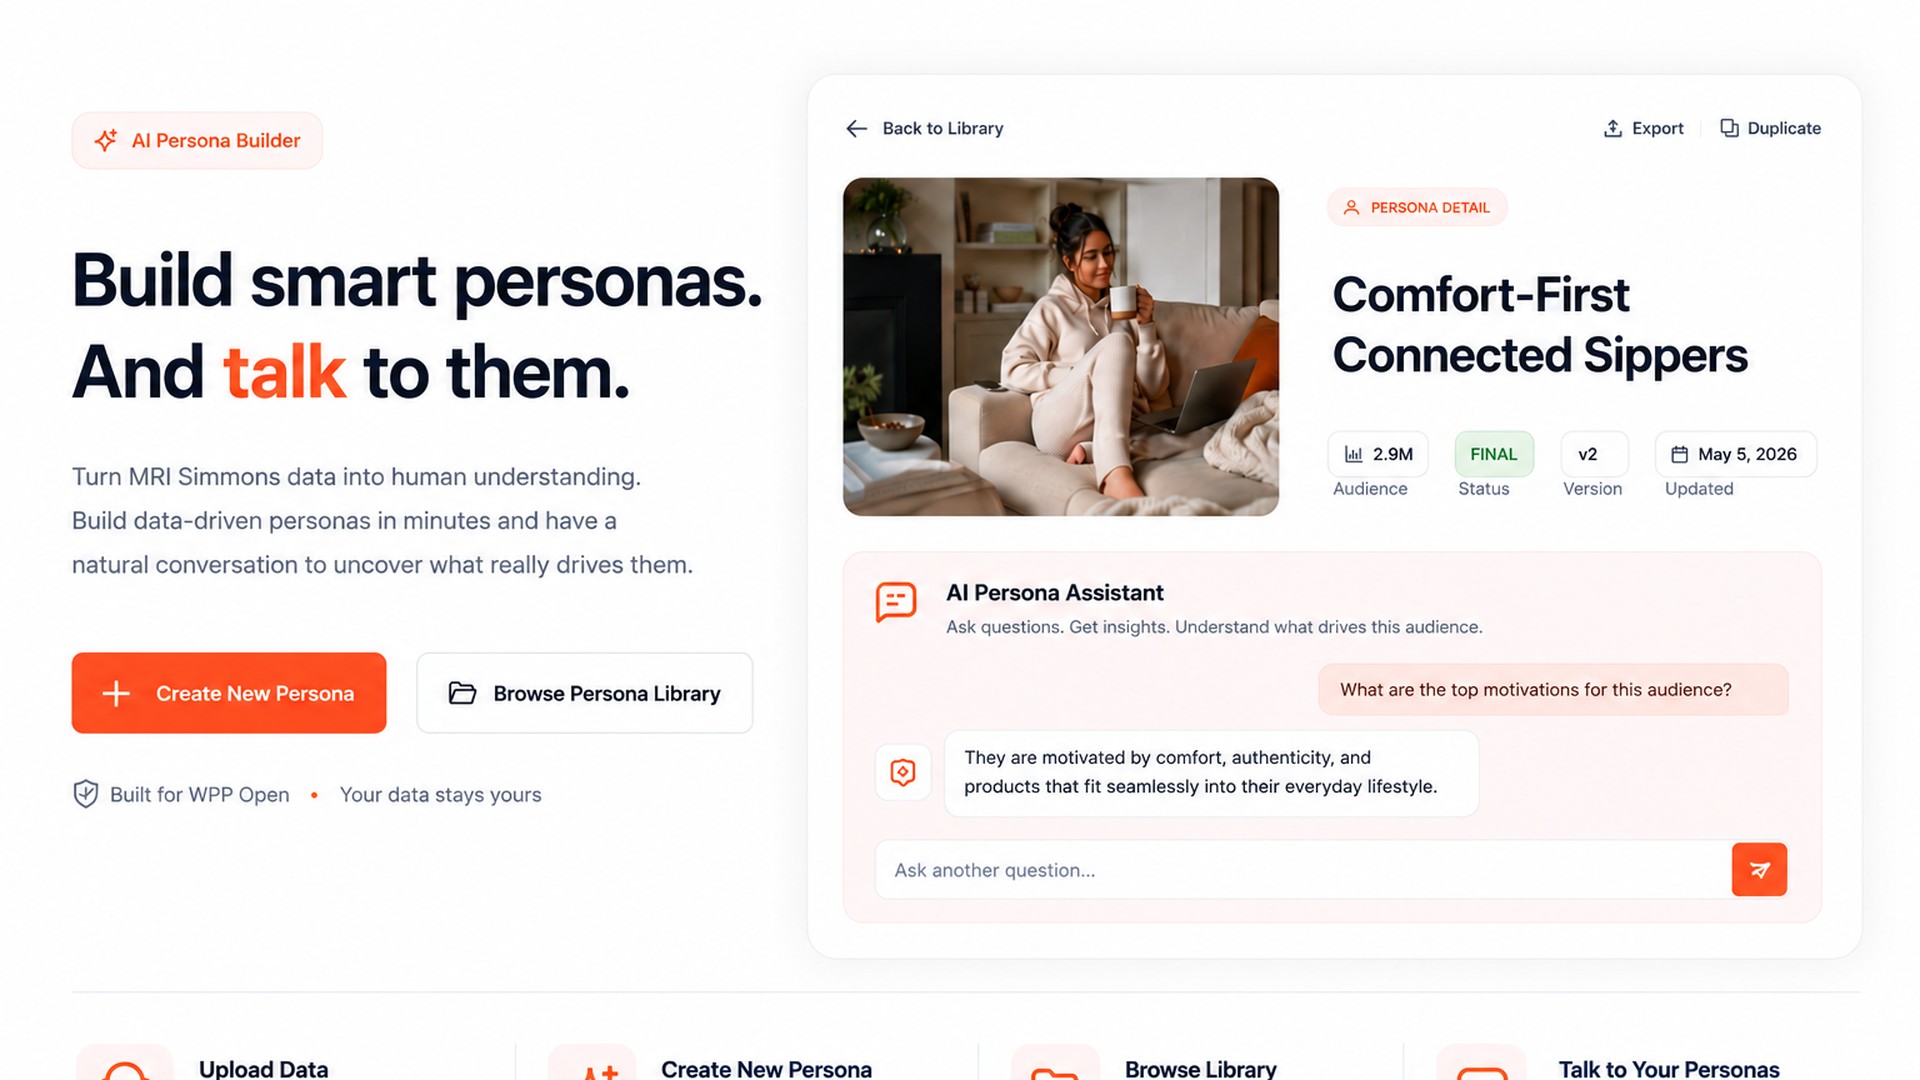 AI Persona Builder
Build smart personas.
And talk to them.
Turn MRI Simmons data into human understanding.
Build data-driven personas in minutes and have a
natural conversation to uncover what really drives them.
Create New Persona
Browse Persona Library
Built for WPP Open • Your data stays yours
Back to Library
Export
Duplicate
PERSONA DETAIL
Comfort-First
Connected Sippers
2.9M
Audience
FINAL
Status
v2
Version
May 5, 2026
Updated
AI Persona Assistant
Ask questions. Get insights. Understand what drives this audience.
What are the top motivations for this audience?
They are motivated by comfort, authenticity, and
products that fit seamlessly into their everyday lifestyle.
Ask another question...
Upload Data
Create New Persona
Browse Library
Talk to Your Personas